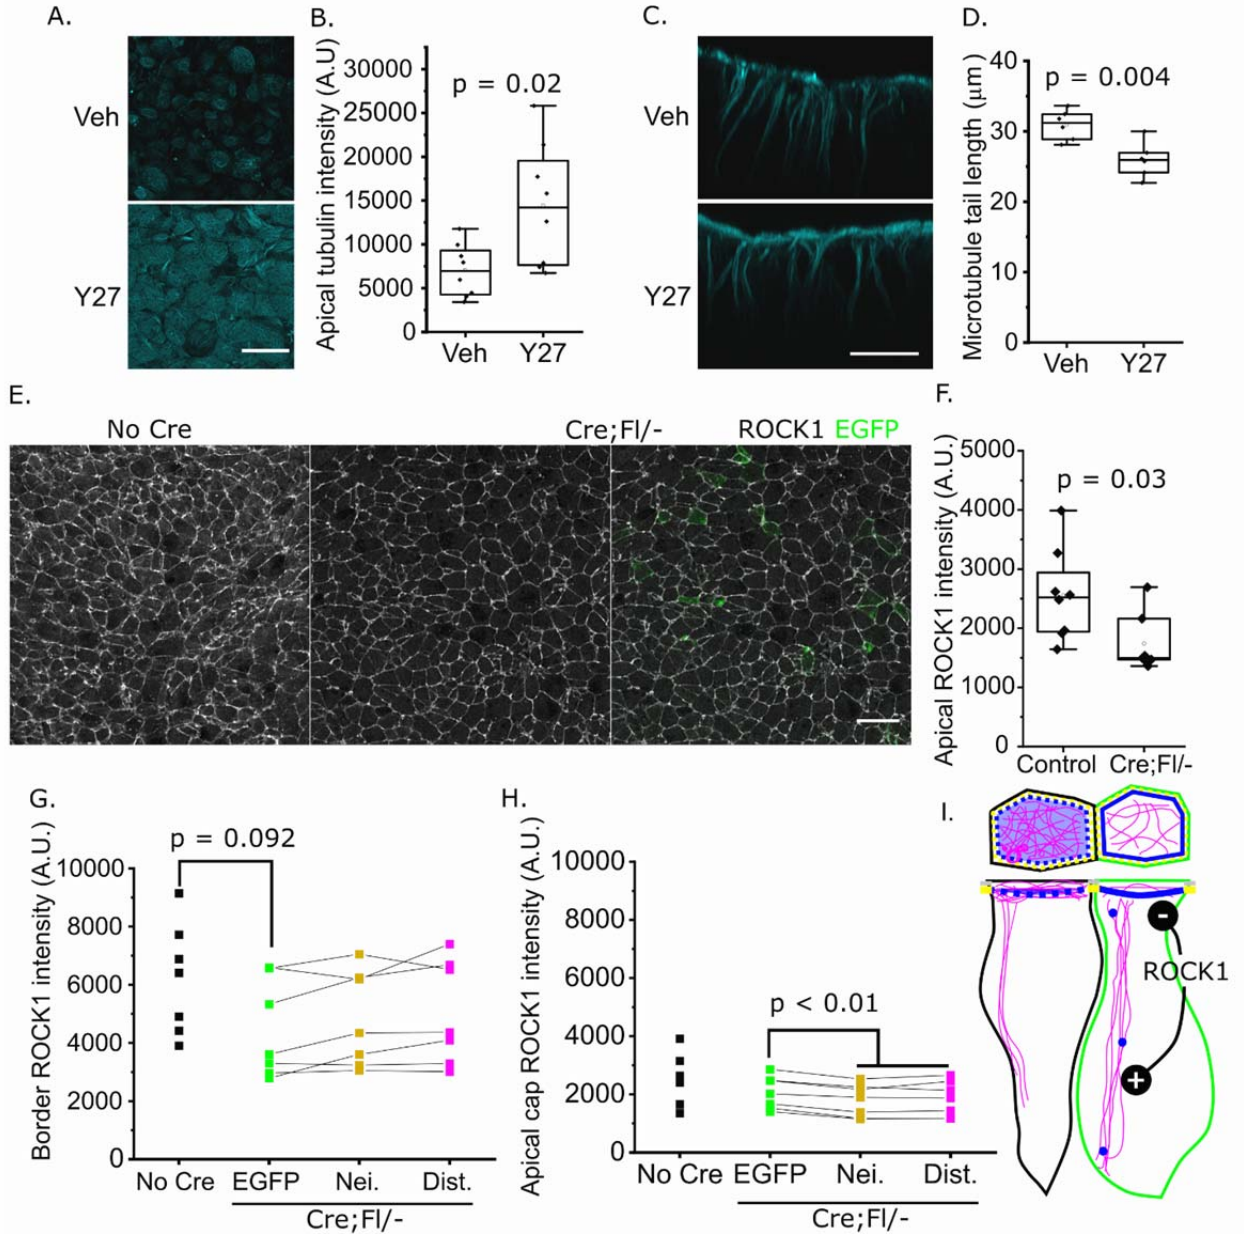 A.
Veh
Y27
B.
Apical tubulin intensity (A.U)
30000
25000
20000
15000
10000
5000
0
p = 0.02
Veh Y27
C.
Veh
Y27
D.
Microtubule tail length (μm)
40
30
20
10
0
p = 0.004
Veh Y27
E.
No Cre
Cre;Fl/-
ROCK1 EGFP
F.
Apical ROCK1 intensity (A.U.)
5000
4000
3000
2000
1000
0
p = 0.03
Control Cre;Fl/-
G.
Border ROCK1 intensity (A.U.)
10000
8000
6000
4000
2000
0
p = 0.092
No Cre EGFP Nei. Dist.
Cre;Fl/-
H.
Apical cap ROCK1 intensity (A.U.)
10000
8000
6000
4000
2000
0
p < 0.01
No Cre EGFP Nei. Dist.
Cre;Fl/-
I.
-
ROCK1
+